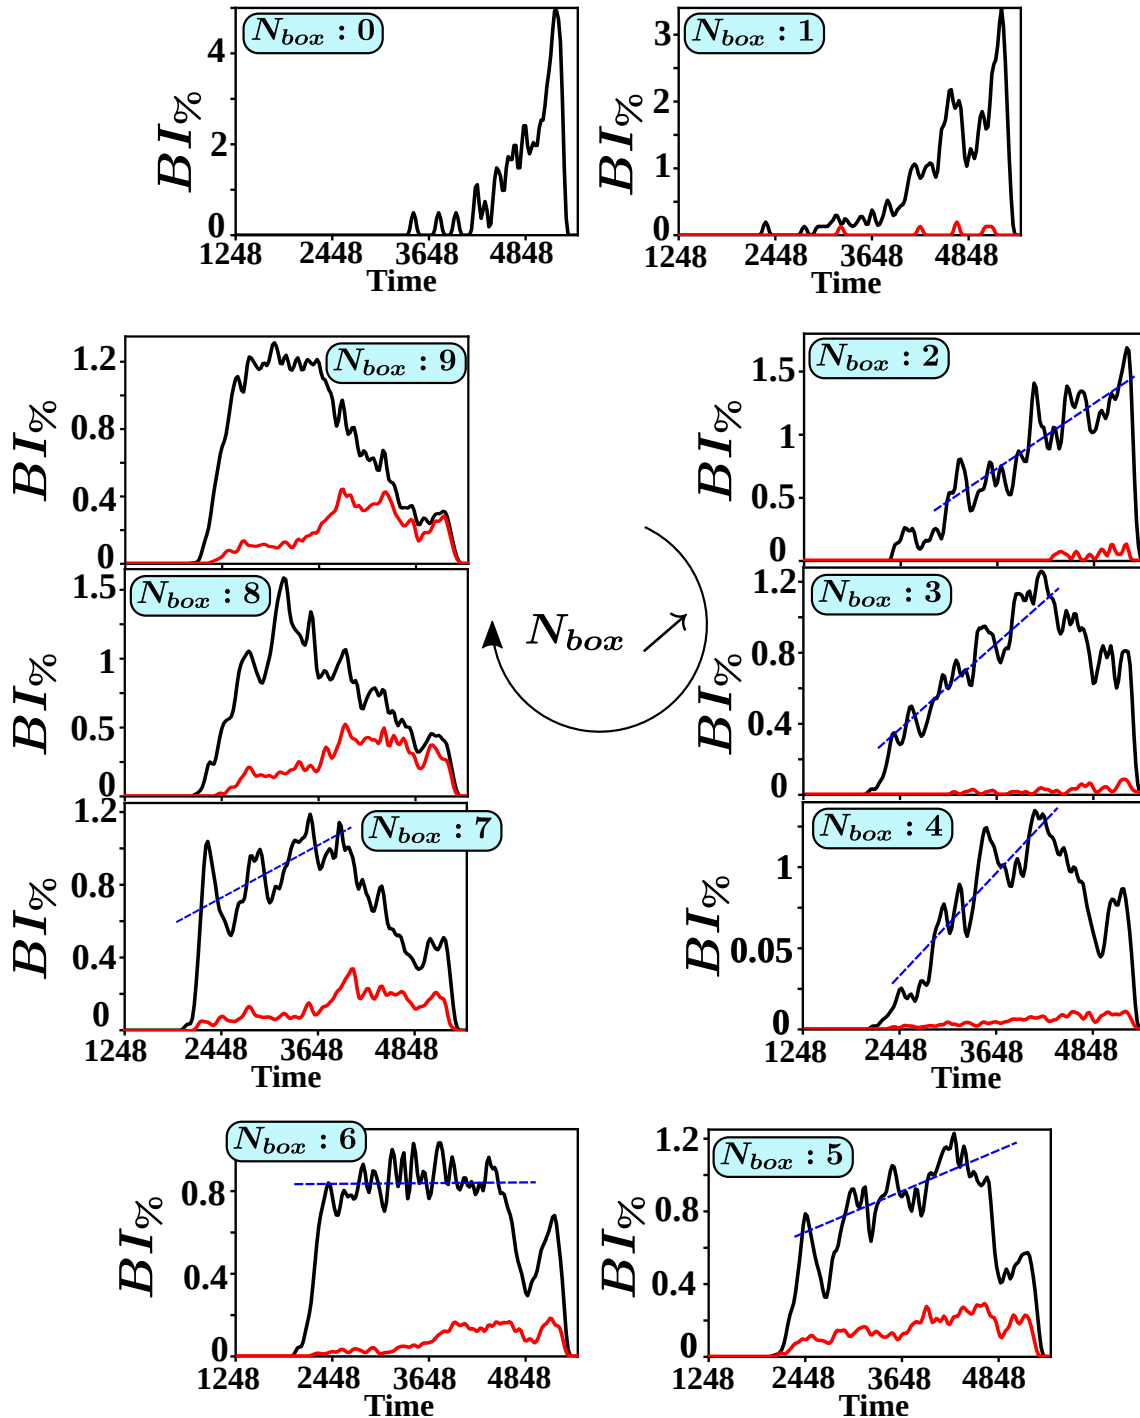 N_box : 0
BI%
4
2
0
1248 2448 3648 4848
Time
N_box : 1
BI%
3
2
1
0
1248 2448 3648 4848
Time
N_box : 9
BI%
1.2
0.8
0.4
0
N_box : 2
BI%
1.5
1
0.5
0
N_box : 8
BI%
1.5
1
0.5
0
N_box
N_box : 3
BI%
1.2
0.8
0.4
0
N_box : 7
BI%
1.2
0.8
0.4
0
1248 2448 3648 4848
Time
N_box : 4
BI%
1
0.05
0
1248 2448 3648 4848
Time
N_box : 6
BI%
0.8
0.4
0
1248 2448 3648 4848
Time
N_box : 5
BI%
1.2
0.8
0.4
0
1248 2448 3648 4848
Time